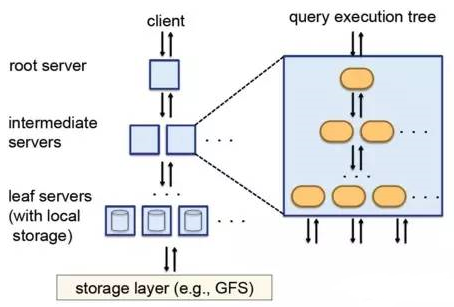 client
query execution tree
root server
intermediate
servers
. . .
. . .
. . .
. . .
leaf servers
(with local
storage)
. . .
. . .
storage layer (e.g., GFS)